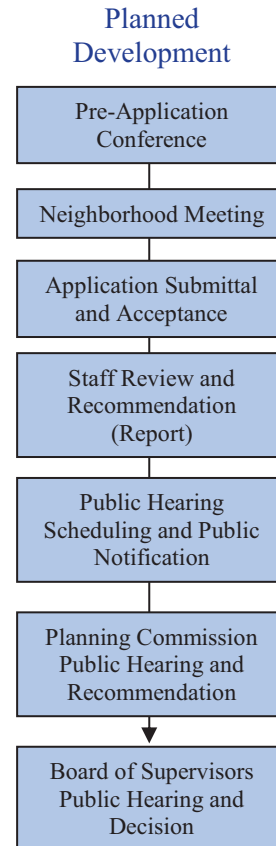 Planned
Development
Pre-Application
Conference
Neighborhood Meeting
Application Submittal
and Acceptance
Staff Review and
Recommendation
(Report)
Public Hearing
Scheduling and Public
Notification
Planning Commission
Public Hearing and
Recommendation
Board of Supervisors
Public Hearing and
Decision